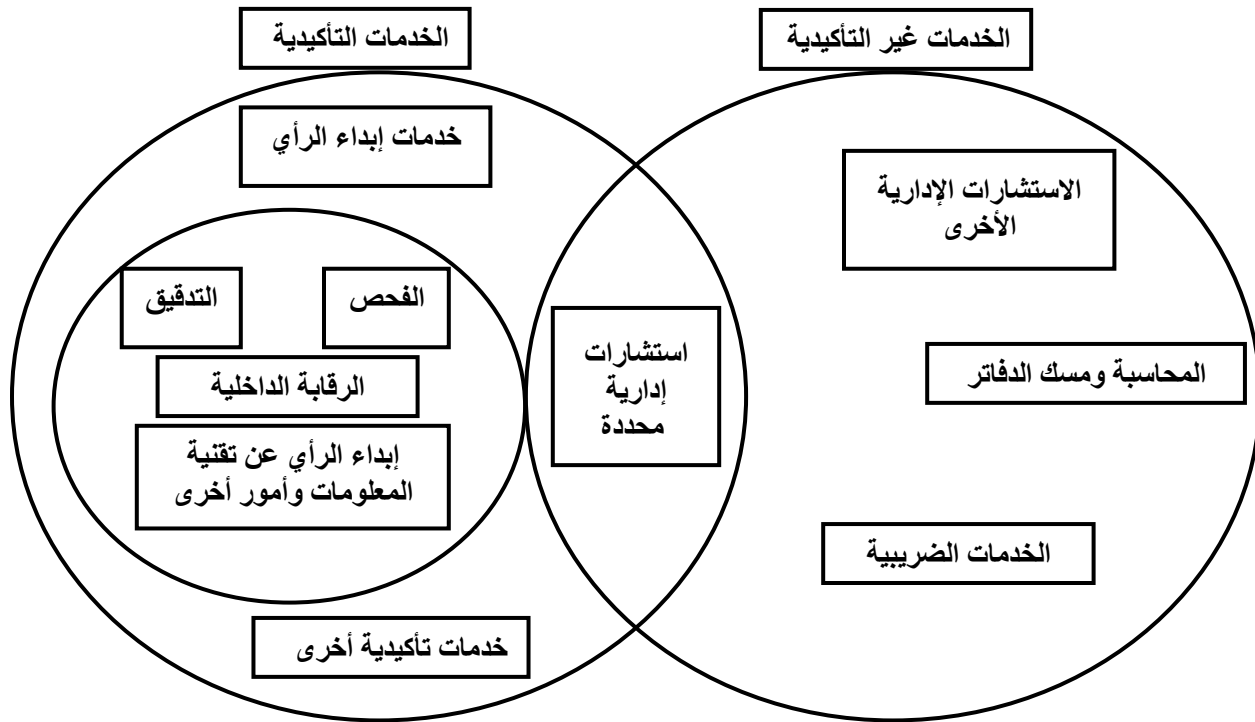 الخدمات التأكيدية
الخدمات غير التأكيدية
خدمات إبداء الرأي
الاستشارات الإدارية
الأخرى
الفحص
التدقيق
استشارات
إدارية
محددة
الرقابة الداخلية
المحاسبة ومسك الدفاتر
إبداء الرأي عن تقنية
المعلومات وأمور أخرى
الخدمات الضريبية
خدمات تأكيدية أخرى